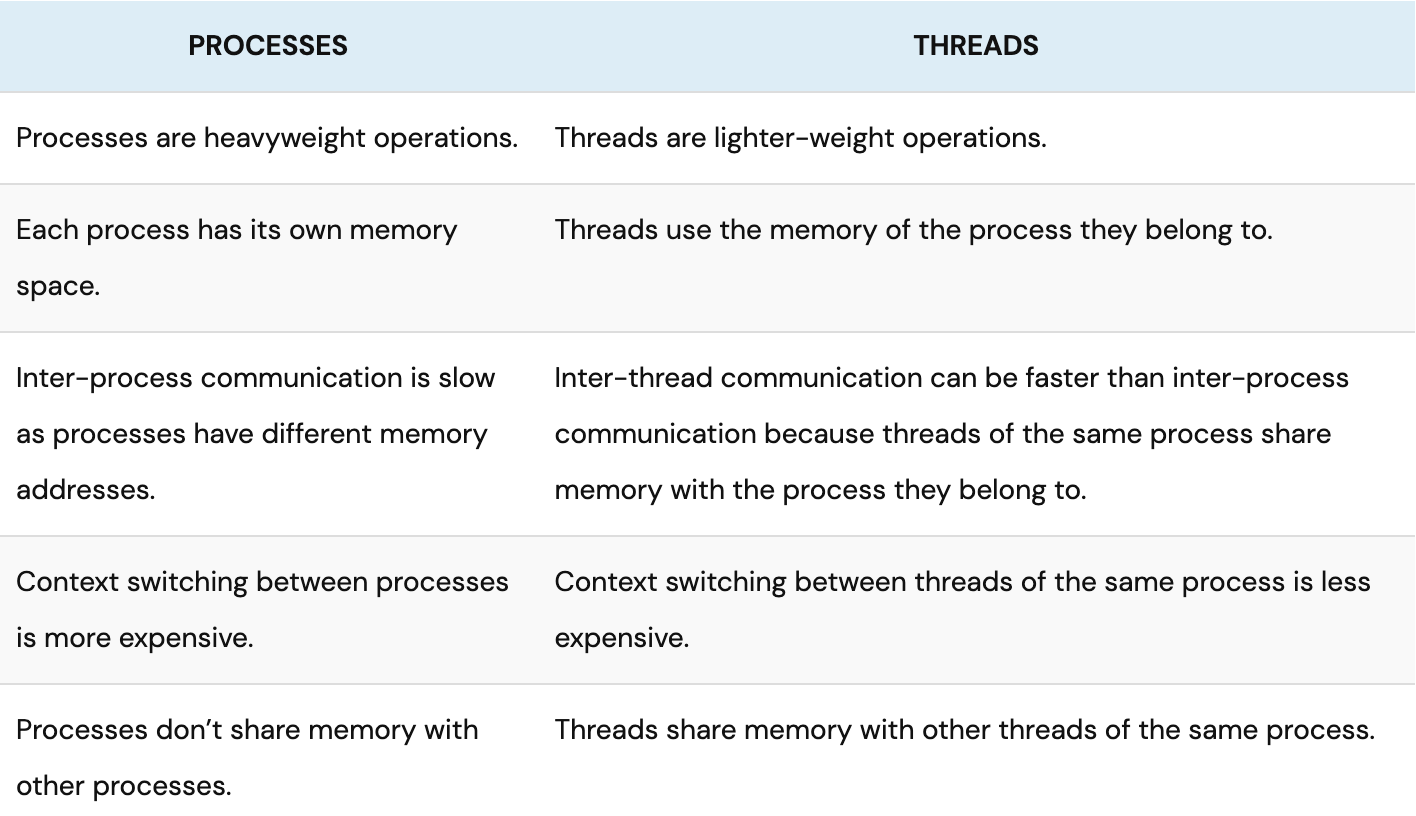 PROCESSES
THREADS
Processes are heavyweight operations.
Threads are lighter-weight operations.
Each process has its own memory
space.
Threads use the memory of the process they belong to.
Inter-process communication is slow
as processes have different memory
addresses.
Inter-thread communication can be faster than inter-process
communication because threads of the same process share
memory with the process they belong to.
Context switching between processes
is more expensive.
Context switching between threads of the same process is less
expensive.
Processes don’t share memory with
other processes.
Threads share memory with other threads of the same process.